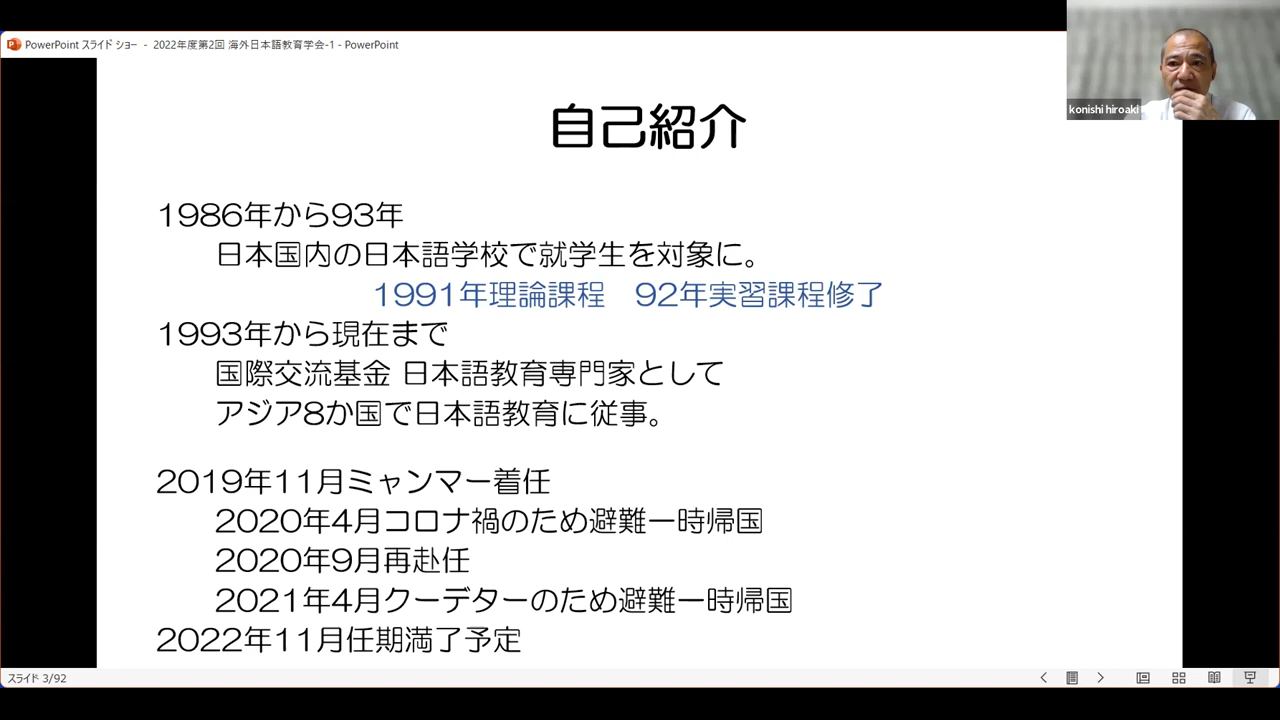 PowerPoint スライド ショー - 2022年度第2回 海外日本語教育学会-1 - PowerPoint
konishi hiroaki
自己紹介
1986年から93年
日本国内の日本語学校で就学生を対象に。
1991年理論課程　92年実習課程修了
1993年から現在まで
国際交流基金 日本語教育専門家として
アジア8か国で日本語教育に従事。
2019年11月ミャンマー着任
2020年4月コロナ禍のため避難一時帰国
2020年9月再赴任
2021年4月クーデターのため避難一時帰国
2022年11月任期満了予定
スライド 3/92